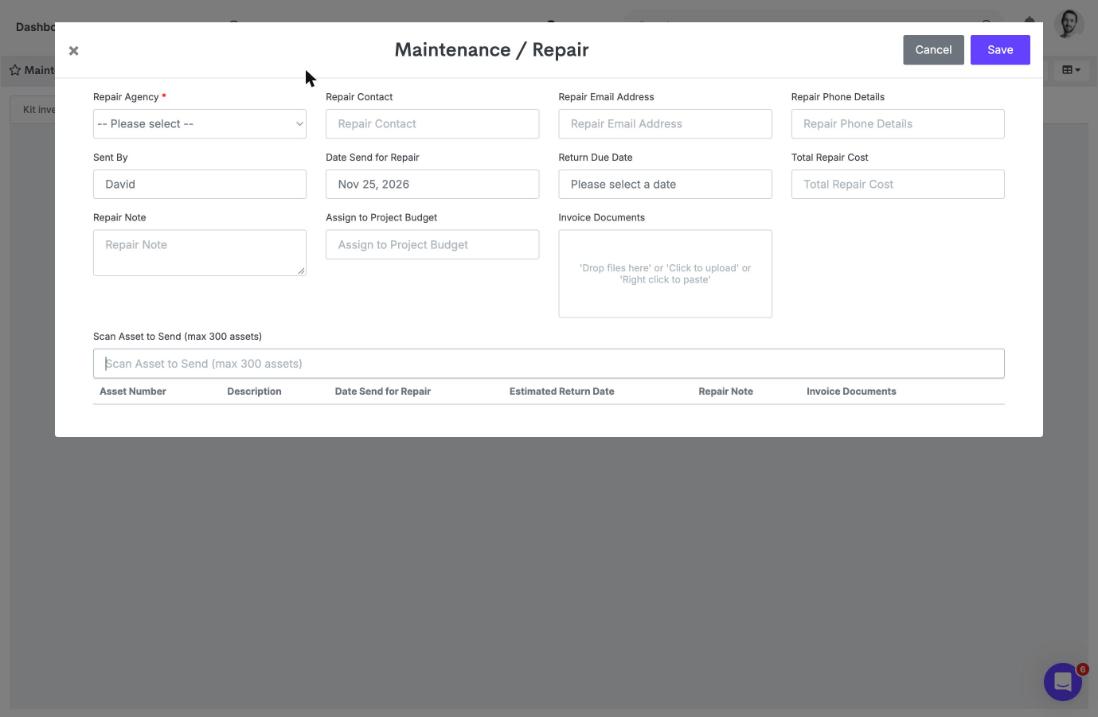 Dashbo
Maintenance / Repair
Cancel
Save
Maint
Kit inve
Repair Agency *
Repair Contact
Repair Email Address
Repair Phone Details
-- Please select --
Repair Contact
Repair Email Address
Repair Phone Details
Sent By
Date Send for Repair
Return Due Date
Total Repair Cost
David
Nov 25, 2026
Please select a date
Total Repair Cost
Repair Note
Assign to Project Budget
Invoice Documents
Repair Note
Assign to Project Budget
'Drop files here' or 'Click to upload' or
'Right click to paste'
Scan Asset to Send (max 300 assets)
Scan Asset to Send (max 300 assets)
Asset Number
Description
Date Send for Repair
Estimated Return Date
Repair Note
Invoice Documents
6